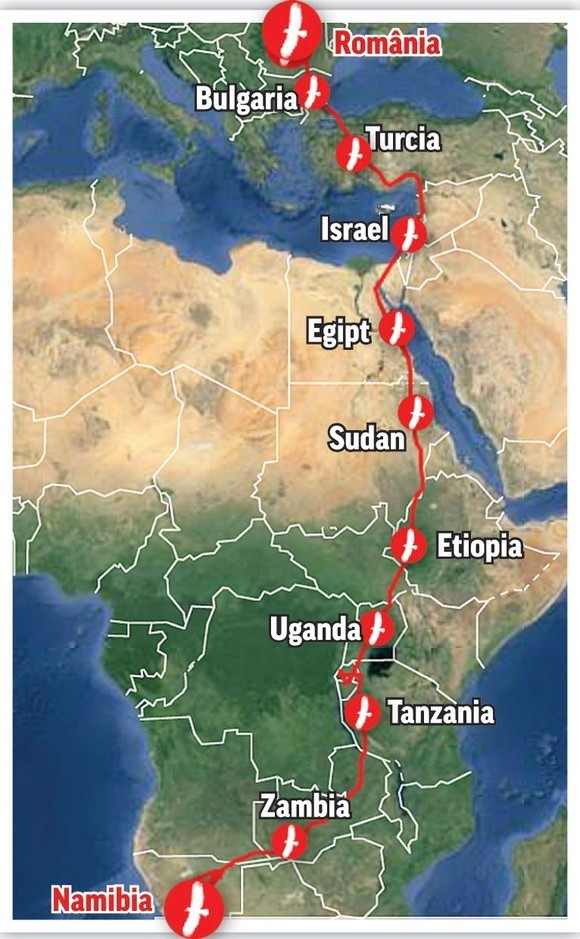 România
Bulgaria
Turcia
Israel
Egipt
Sudan
Etiopia
Uganda
Tanzania
Zambia
Namibia